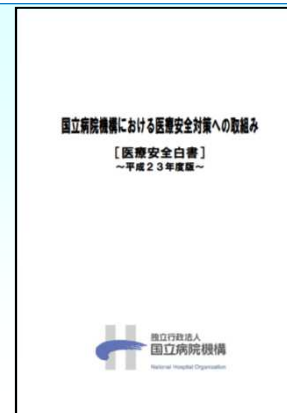 国立病院機構における医療安全対策への取組み
[医療安全白書]
～平成23年度版～
独立行政法人
国立病院機構
National Hospital Organization